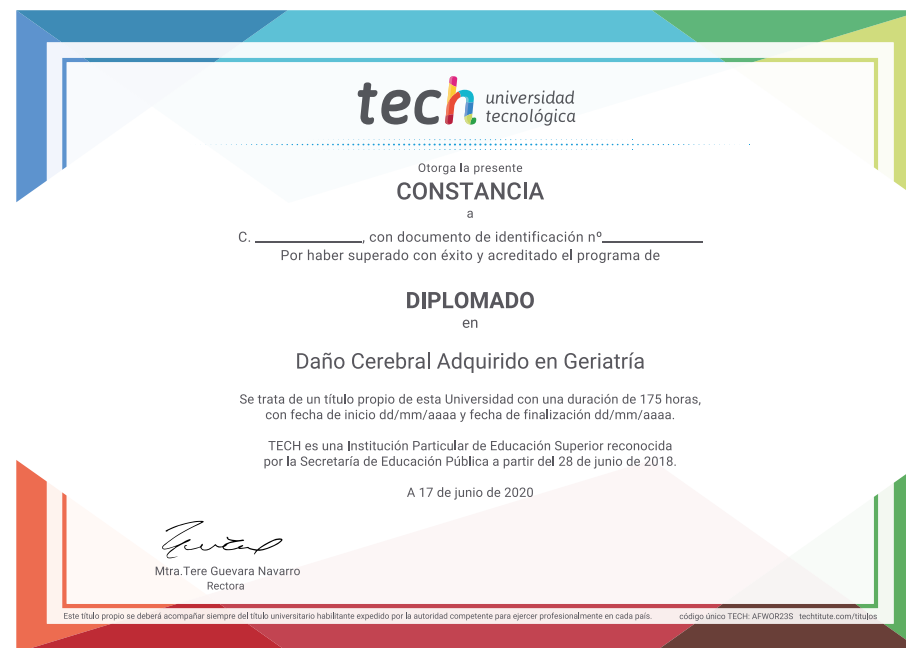 tech universidad
tecnológica
Otorga la presente
CONSTANCIA
a
C. ____________, con documento de identificación nº____________
Por haber superado con éxito y acreditado el programa de
DIPLOMADO
en
Daño Cerebral Adquirido en Geriatría
Se trata de un título propio de esta Universidad con una duración de 175 horas,
con fecha de inicio dd/mm/aaaa y fecha de finalización dd/mm/aaaa.
TECH es una Institución Particular de Educación Superior reconocida
por la Secretaría de Educación Pública a partir del 28 de junio de 2018.
A 17 de junio de 2020
Mtra.Tere Guevara Navarro
Rectora
Este título propio se deberá acompañar siempre del título universitario habilitante expedido por la autoridad competente para ejercer profesionalmente en cada país. código único TECH: AFWOR23S techtitute.com/titulos